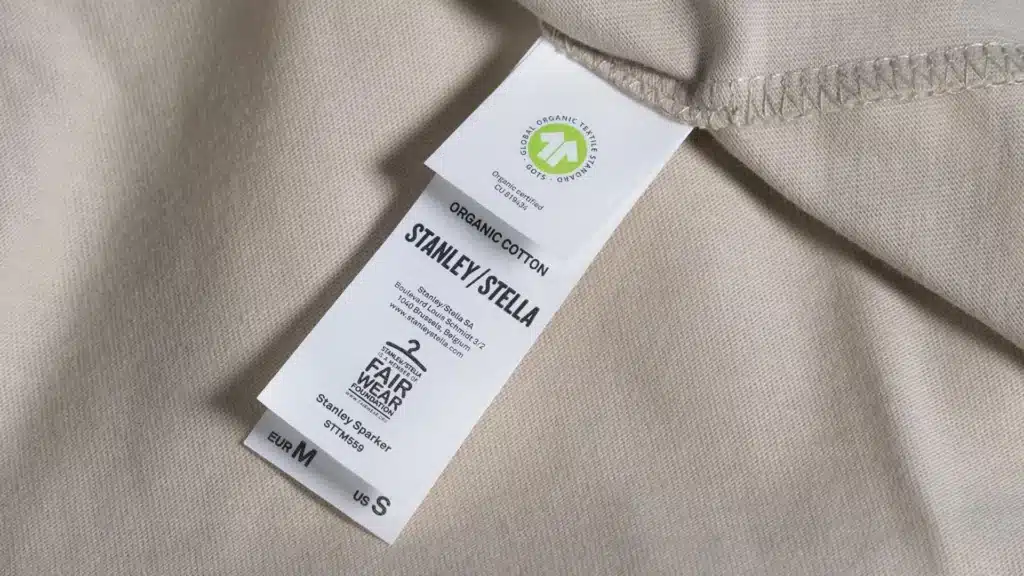 GLOBAL ORGANIC TEXTILE STANDARD · GOTS ·
Organic certified
CU 819434
ORGANIC COTTON
STANLEY/STELLA
Stanley/Stella SA
Boulevard Louis Schmidt 3/2
1040 Brussels, Belgium
www.stanleystella.com
STANLEY/STELLA
IS A MEMBER OF
FAIR
WEAR
FOUNDATION
Stanley Sparker
STTM559
EUR M
US S